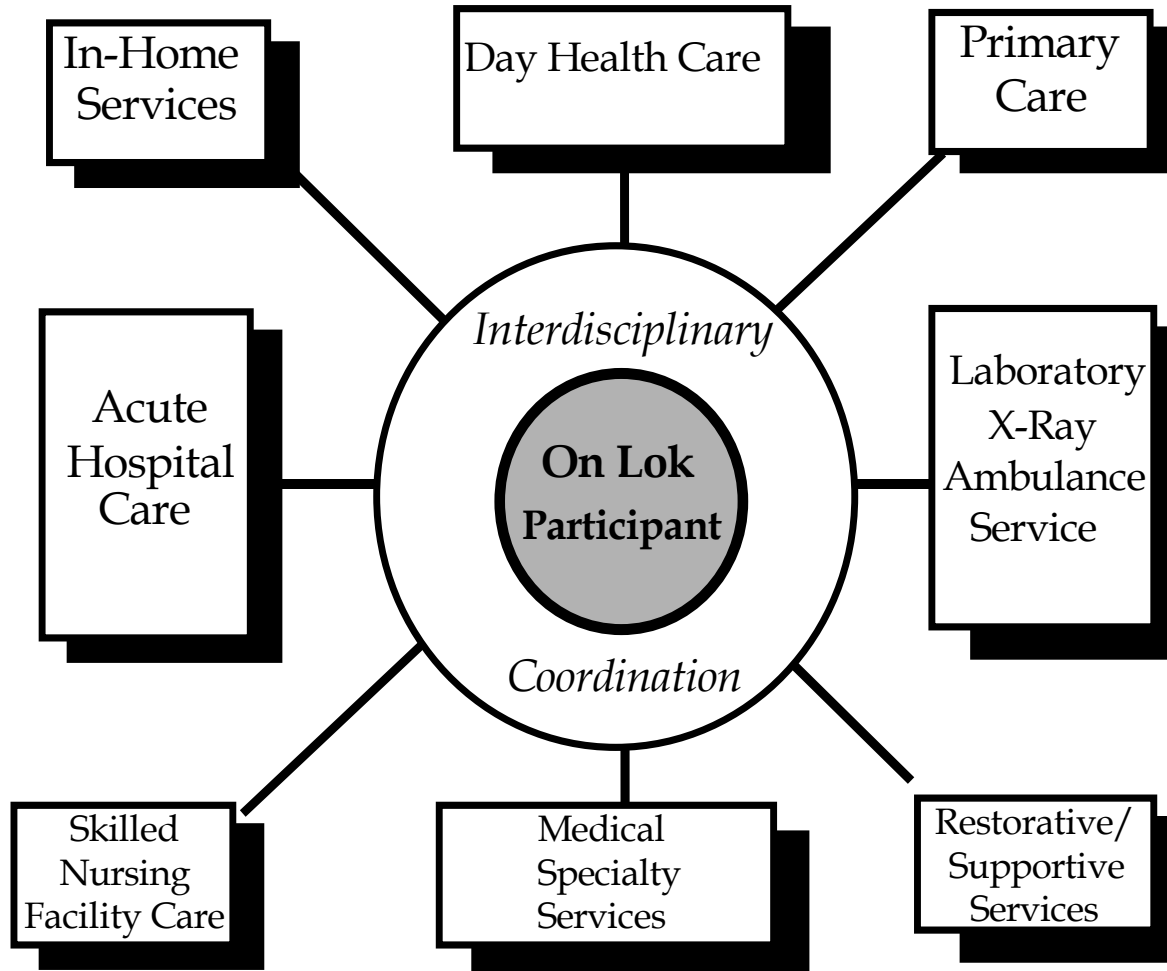 In-Home
Services
Day Health Care
Primary
Care
Interdisciplinary
Acute
Hospital
Care
On Lok
Participant
Laboratory
X-Ray
Ambulance
Service
Coordination
Skilled
Nursing
Facility Care
Medical
Specialty
Services
Restorative/
Supportive
Services